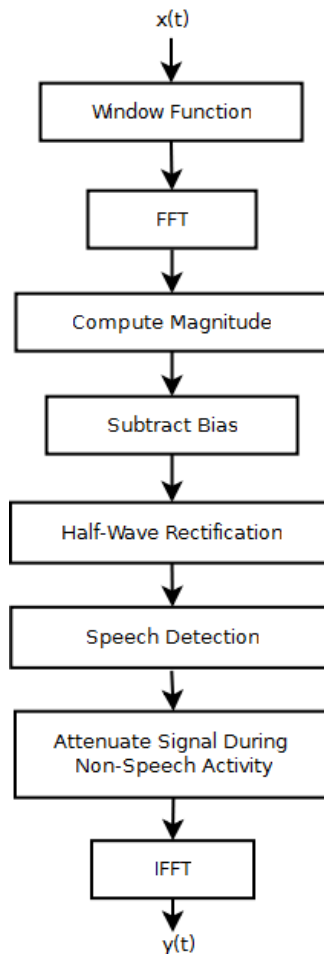 x(t)
Window Function
FFT
Compute Magnitude
Subtract Bias
Half-Wave Rectification
Speech Detection
Attenuate Signal During
Non-Speech Activity
IFFT
y(t)